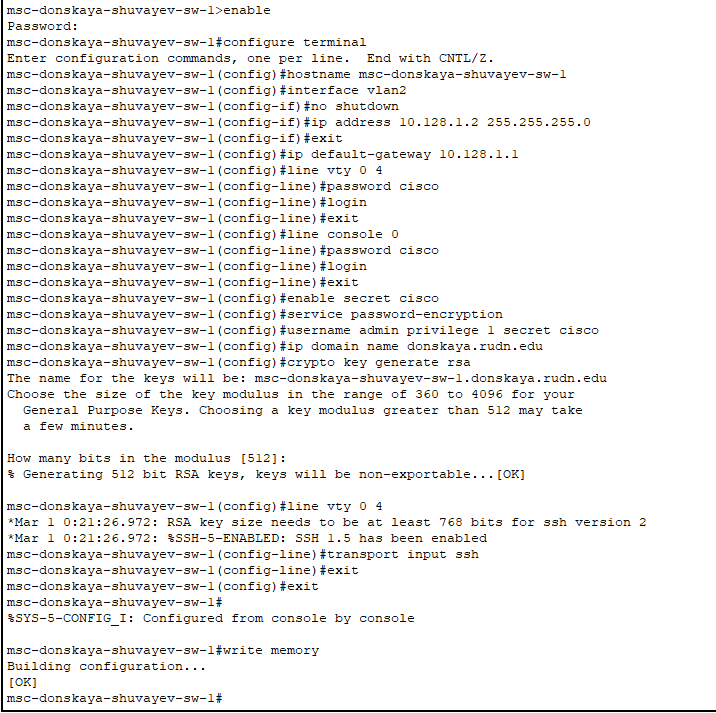 msc-donskaya-shuvayev-sw-1>enable
Password:
msc-donskaya-shuvayev-sw-1#configure terminal
Enter configuration commands, one per line.  End with CNTL/Z.
msc-donskaya-shuvayev-sw-1(config)#hostname msc-donskaya-shuvayev-sw-1
msc-donskaya-shuvayev-sw-1(config)#interface vlan2
msc-donskaya-shuvayev-sw-1(config-if)#no shutdown
msc-donskaya-shuvayev-sw-1(config-if)#ip address 10.128.1.2 255.255.255.0
msc-donskaya-shuvayev-sw-1(config-if)#exit
msc-donskaya-shuvayev-sw-1(config)#ip default-gateway 10.128.1.1
msc-donskaya-shuvayev-sw-1(config)#line vty 0 4
msc-donskaya-shuvayev-sw-1(config-line)#password cisco
msc-donskaya-shuvayev-sw-1(config-line)#login
msc-donskaya-shuvayev-sw-1(config-line)#exit
msc-donskaya-shuvayev-sw-1(config)#line console 0
msc-donskaya-shuvayev-sw-1(config-line)#password cisco
msc-donskaya-shuvayev-sw-1(config-line)#login
msc-donskaya-shuvayev-sw-1(config-line)#exit
msc-donskaya-shuvayev-sw-1(config)#enable secret cisco
msc-donskaya-shuvayev-sw-1(config)#service password-encryption
msc-donskaya-shuvayev-sw-1(config)#username admin privilege 1 secret cisco
msc-donskaya-shuvayev-sw-1(config)#ip domain name donskaya.rudn.edu
msc-donskaya-shuvayev-sw-1(config)#crypto key generate rsa
The name for the keys will be: msc-donskaya-shuvayev-sw-1.donskaya.rudn.edu
Choose the size of the key modulus in the range of 360 to 4096 for your
  General Purpose Keys. Choosing a key modulus greater than 512 may take
  a few minutes.

How many bits in the modulus [512]:
% Generating 512 bit RSA keys, keys will be non-exportable...[OK]

msc-donskaya-shuvayev-sw-1(config)#line vty 0 4
*Mar 1 0:21:26.972: RSA key size needs to be at least 768 bits for ssh version 2
*Mar 1 0:21:26.972: %SSH-5-ENABLED: SSH 1.5 has been enabled
msc-donskaya-shuvayev-sw-1(config-line)#transport input ssh
msc-donskaya-shuvayev-sw-1(config-line)#exit
msc-donskaya-shuvayev-sw-1(config)#exit
msc-donskaya-shuvayev-sw-1#
%SYS-5-CONFIG_I: Configured from console by console

msc-donskaya-shuvayev-sw-1#write memory
Building configuration...
[OK]
msc-donskaya-shuvayev-sw-1#